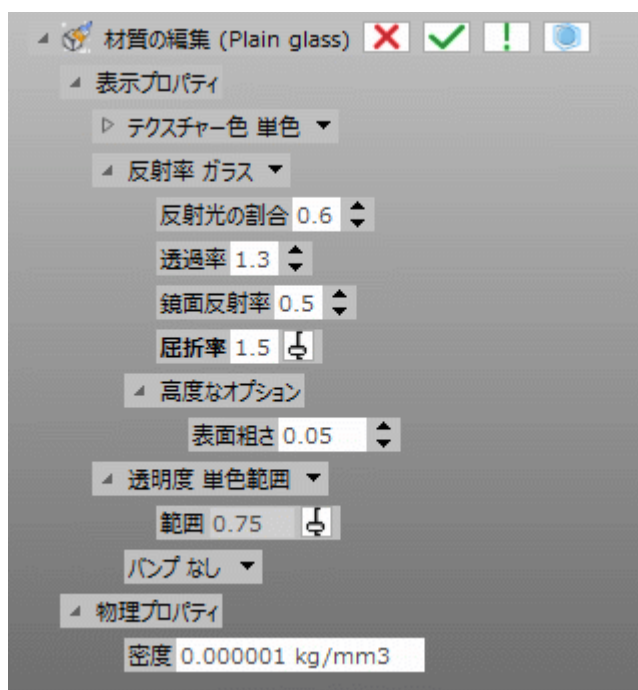 材質の編集 (Plain glass)
表示プロパティ
テクスチャー色 単色
反射率 ガラス
反射光の割合 0.6
透過率 1.3
鏡面反射率 0.5
屈折率 1.5
高度なオプション
表面粗さ 0.05
透明度 単色範囲
範囲 0.75
バンプ なし
物理プロパティ
密度 0.000001 kg/mm3